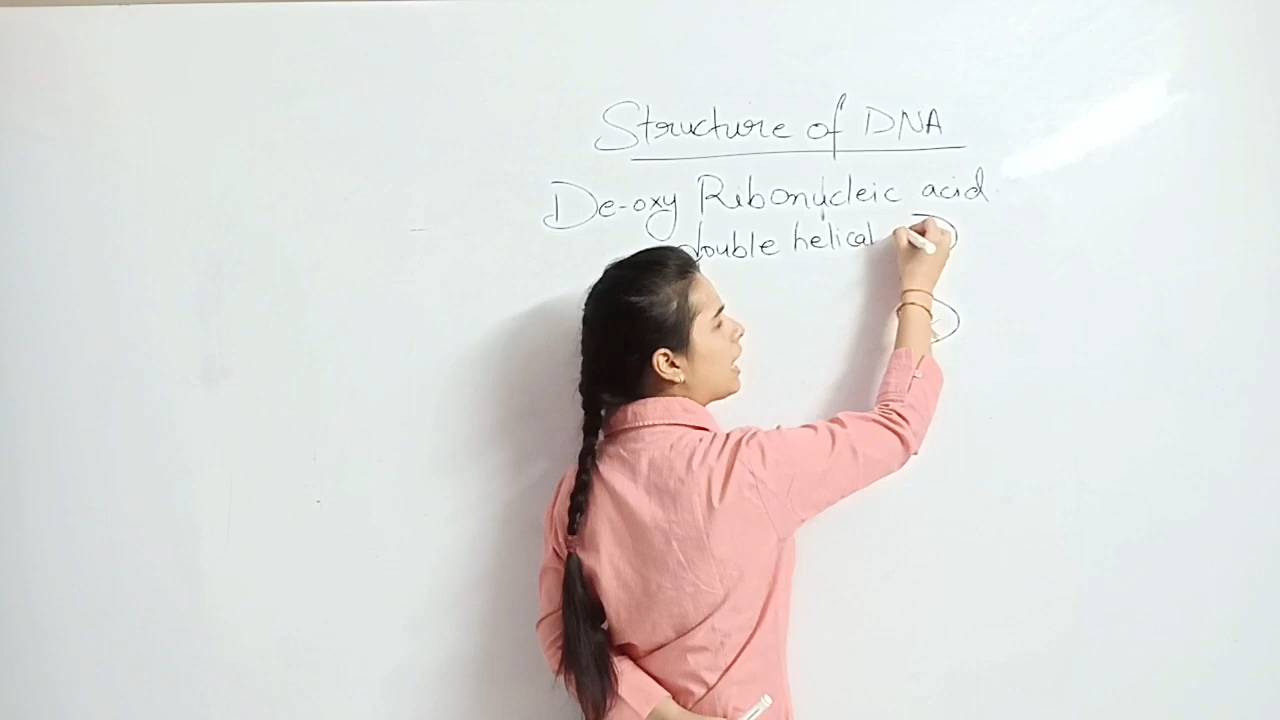 Structure of DNA
De-oxy Ribonucleic acid
double helical